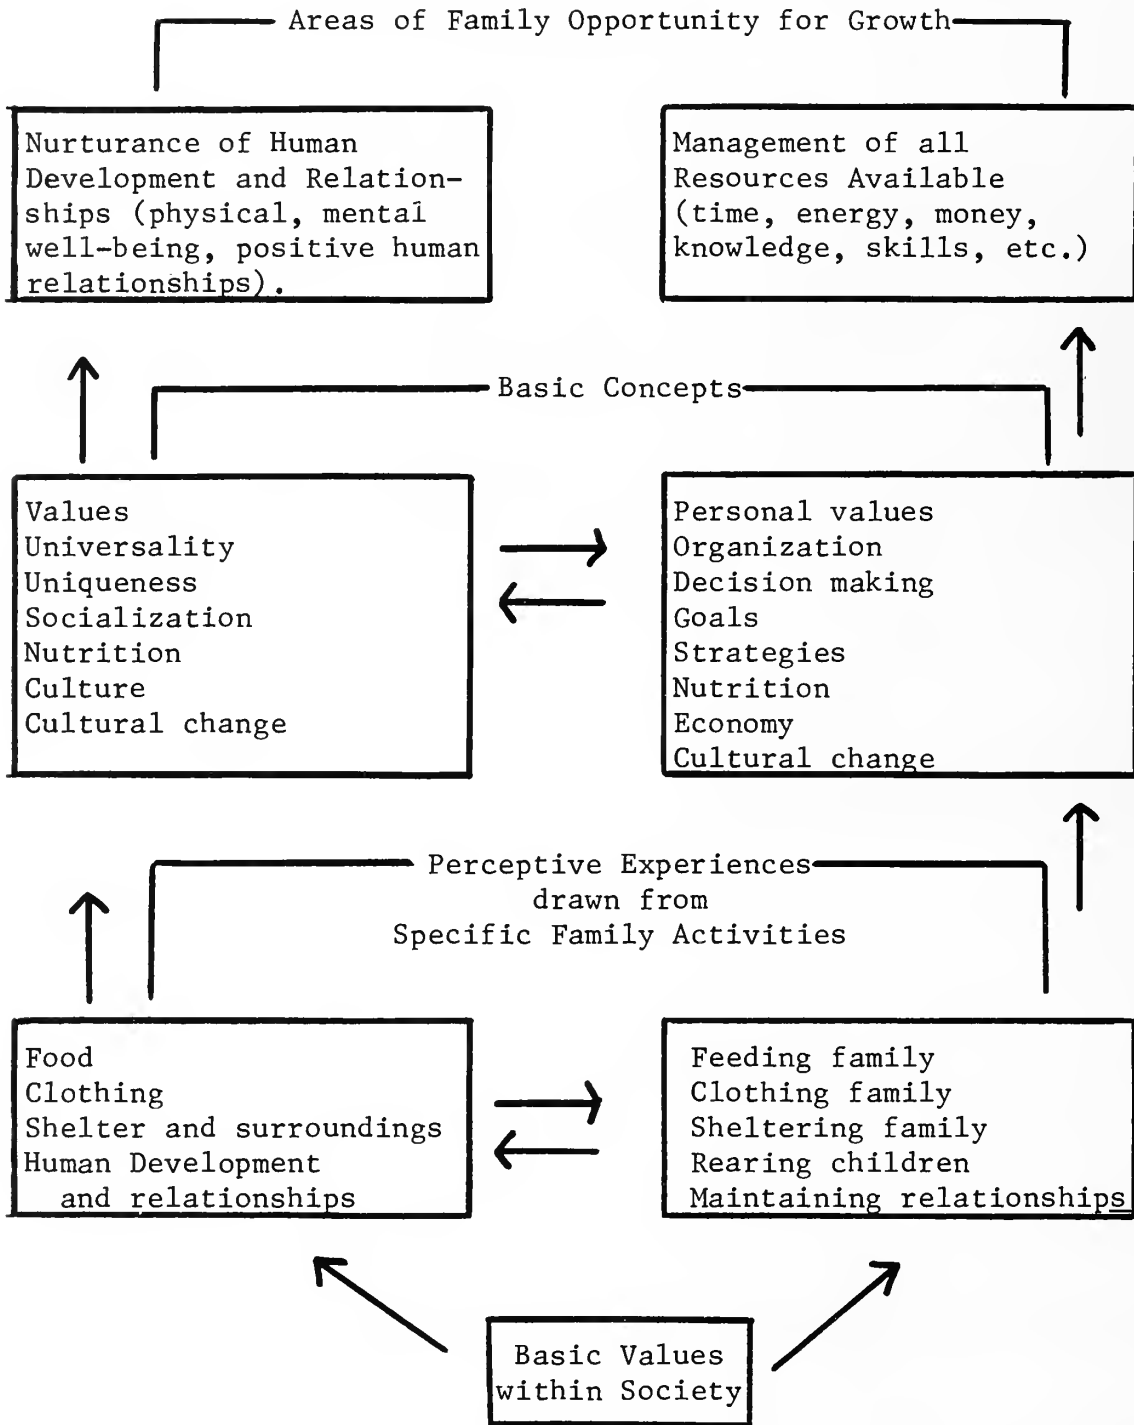 Areas of Family Opportunity for Growth
Nurturance of Human
Development and Relation-
ships (physical, mental
well-being, positive human
relationships).
Management of all
Resources Available
(time, energy, money,
knowledge, skills, etc.)
Basic Concepts
Values
Universality
Uniqueness
Socialization
Nutrition
Culture
Cultural change
Personal values
Organization
Decision making
Goals
Strategies
Nutrition
Economy
Cultural change
Perceptive Experiences
drawn from
Specific Family Activities
Food
Clothing
Shelter and surroundings
Human Development
and relationships
Feeding family
Clothing family
Sheltering family
Rearing children
Maintaining relationships
Basic Values
within Society